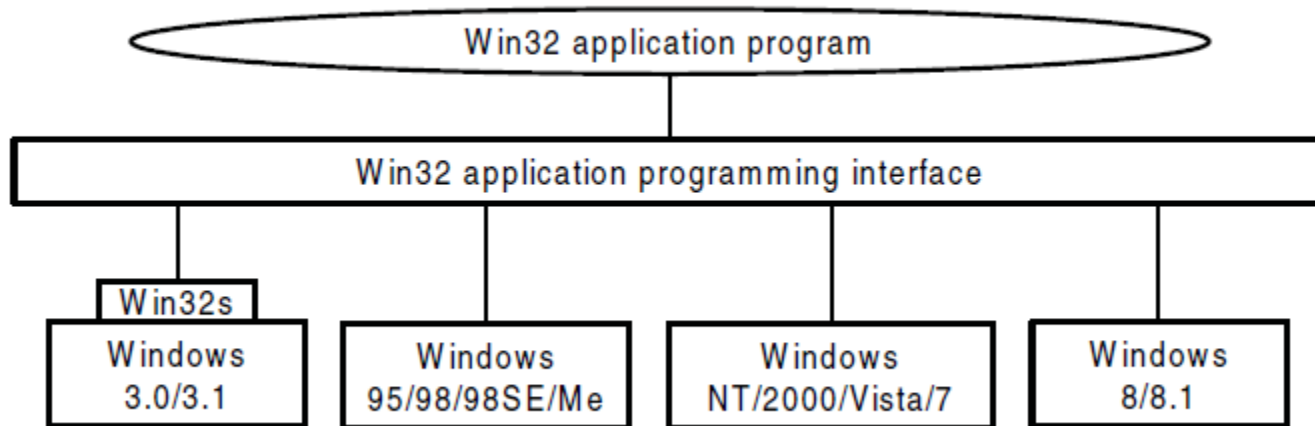 Win32 application program
Win32 application programming interface
Win32s
Windows
3.0/3.1
Windows
95/98/98SE/Me
Windows
NT/2000/Vista/7
Windows
8/8.1